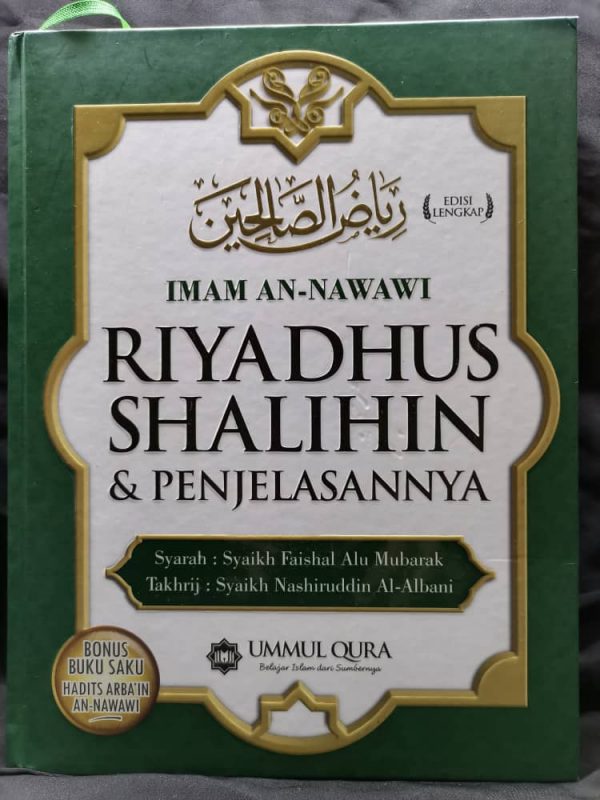 رياض الصالحين
EDISI
LENGKAP
IMAM AN-NAWAWI
RIYADHUS
SHALIHIN
& PENJELASANNYA
Syarah : Syaikh Faishal Alu Mubarak
Takhrij : Syaikh Nashiruddin Al-Albani
UMMUL QURA
Belajar Islam dari Sumbernya
BONUS
BUKU SAKU
HADITS ARBA'IN
AN-NAWAWI